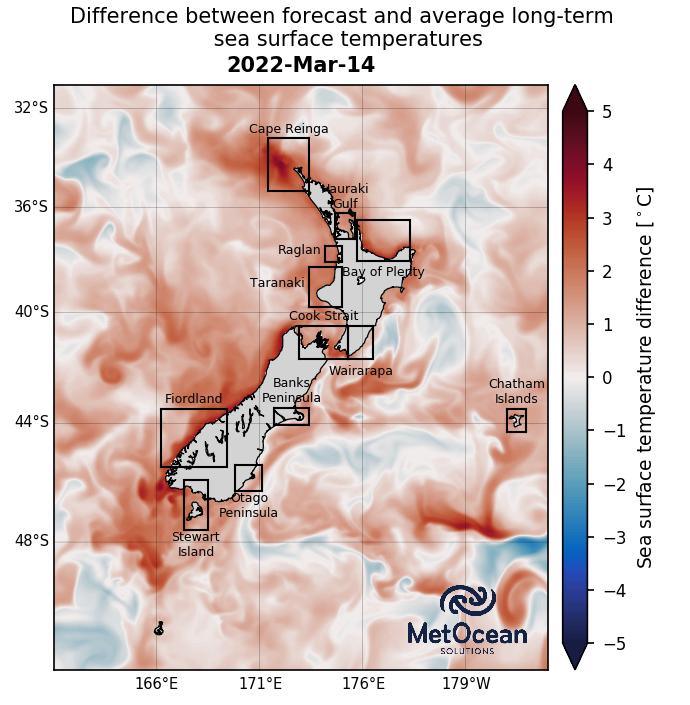 Difference between forecast and average long-term
sea surface temperatures
2022-Mar-14
32°S
36°S
40°S
44°S
48°S
Cape Reinga
Hauraki
Gulf
Raglan
Bay of Plenty
Taranaki
Cook Strait
Wairarapa
Banks
Peninsula
Chatham
Islands
Fiordland
Otago
Peninsula
Stewart
Island
MetOcean
SOLUTIONS
166°E
171°E
176°E
179°W
5
4
3
2
1
0
−1
−2
−3
−4
−5
Sea surface temperature difference [°C]